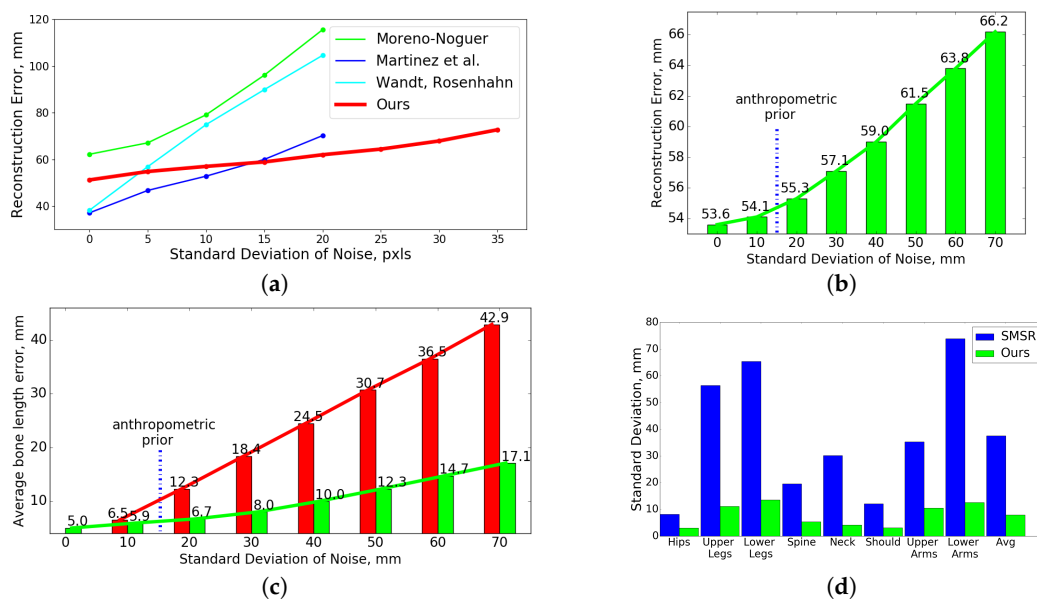 120
100
80
60
40
Reconstruction Error, mm
Moreno-Noguer
Martinez et al.
Wandt, Rosenhahn
Ours
0 5 10 15 20 25 30 35
Standard Deviation of Noise, pxls
(a)
66
64
62
60
58
56
54
Reconstruction Error, mm
anthropometric
prior
53.6 54.1 55.3 57.1 59.0 61.5 63.8 66.2
0 10 20 30 40 50 60 70
Standard Deviation of Noise, mm
(b)
40
30
20
10
Average bone length error, mm
anthropometric
prior
6.5 12.3 18.4 24.5 30.7 36.5 42.9
5.0 5.9 6.7 8.0 10.0 12.3 14.7 17.1
0 10 20 30 40 50 60 70
Standard Deviation of Noise, mm
(c)
80
70
60
50
40
30
20
10
0
Standard Deviation, mm
SMSR
Ours
Hips Upper Lower Spine Neck Should Upper Lower Avg
Legs Legs Arms Arms
(d)